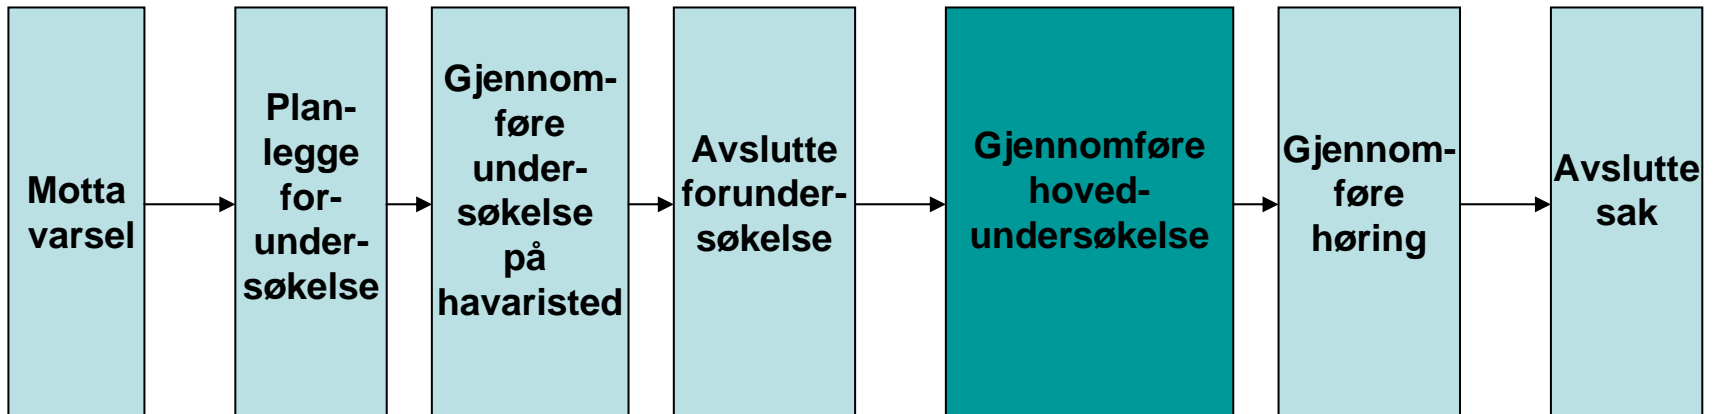 Motta
varsel
Plan-
legge
for-
under-
søkelse
Gjennom-
føre
under-
søkelse
på
havaristed
Avslutte
forunder-
søkelse
Gjennomføre
hoved-
undersøkelse
Gjennom-
føre
høring
Avslutte
sak